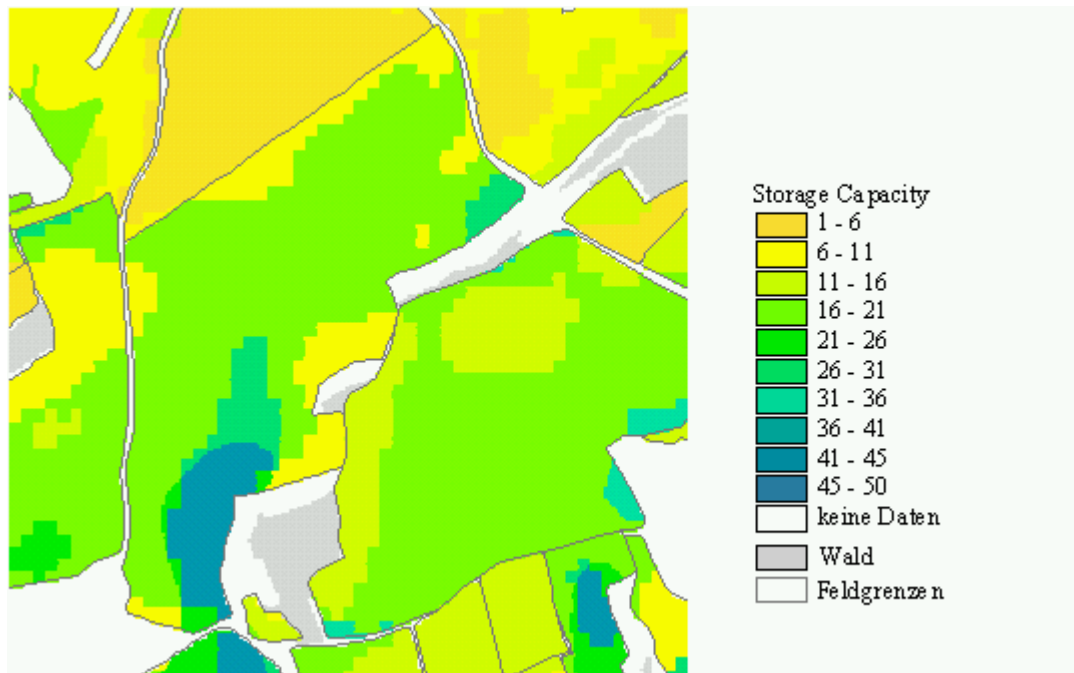 Storage Capacity
1 - 6
6 - 11
11 - 16
16 - 21
21 - 26
26 - 31
31 - 36
36 - 41
41 - 45
45 - 50
keine Daten
Wald
Feldgrenzen